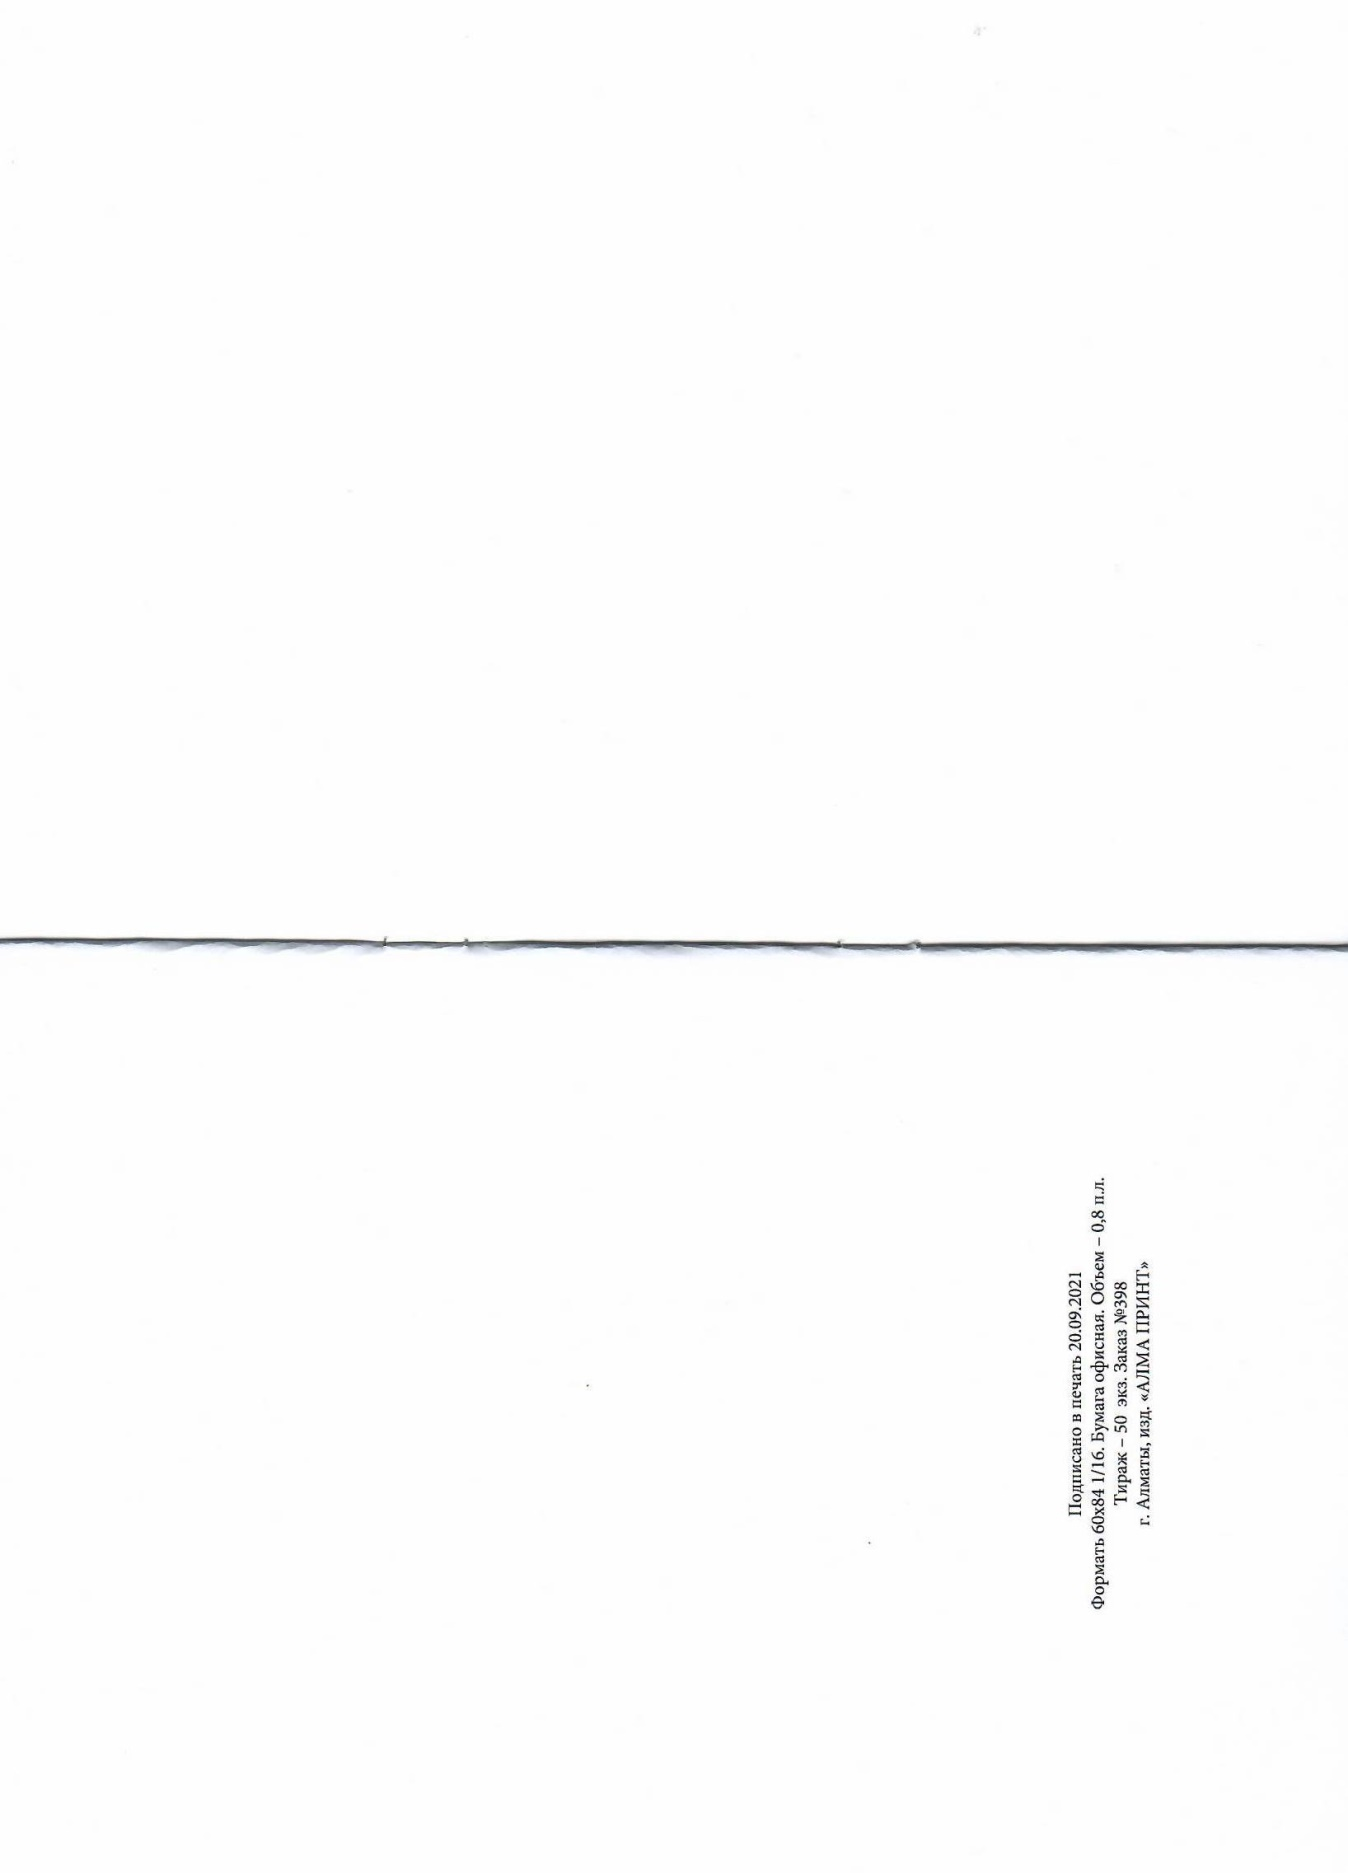 Подписано в печать 20.09.2021
Формать 60х84 1/16. Бумага офисная. Объем – 0,8 п.л.
Тираж – 50 экз. Заказ №398
г. Алматы, изд. «АЛМА ПРИНТ»